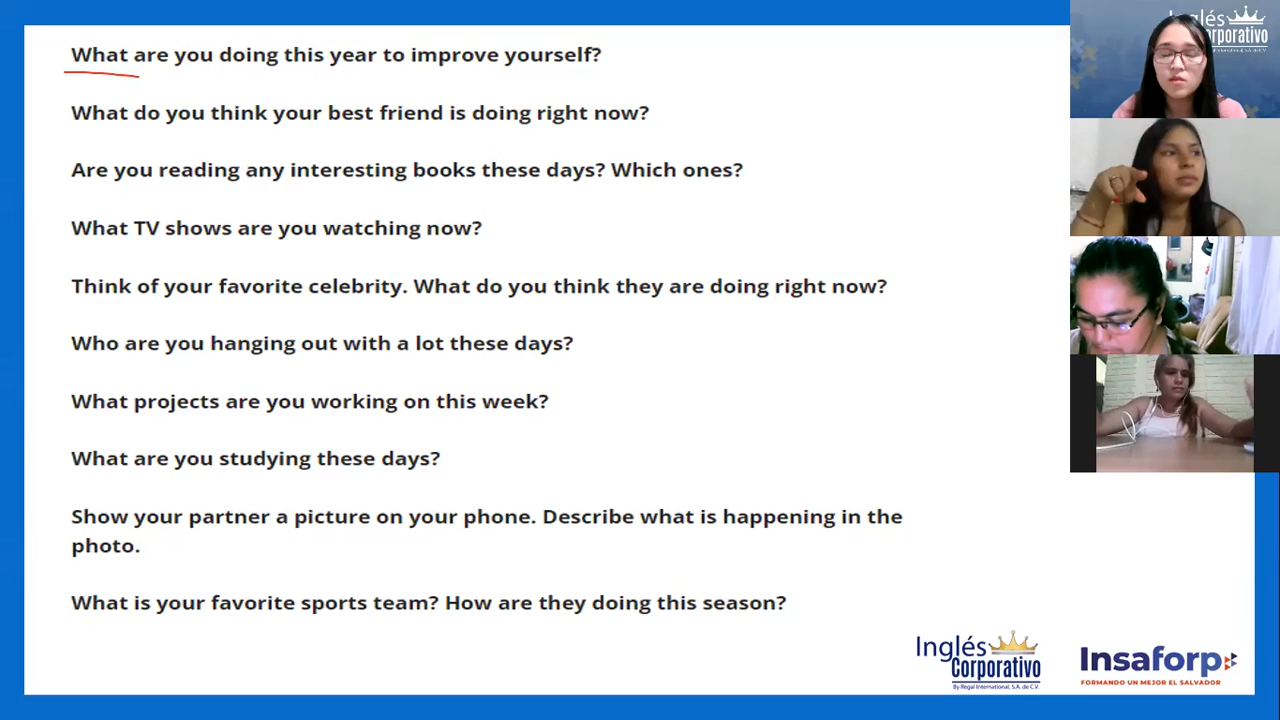 What are you doing this year to improve yourself?
What do you think your best friend is doing right now?
Are you reading any interesting books these days? Which ones?
What TV shows are you watching now?
Think of your favorite celebrity. What do you think they are doing right now?
Who are you hanging out with a lot these days?
What projects are you working on this week?
What are you studying these days?
Show your partner a picture on your phone. Describe what is happening in the
photo.
What is your favorite sports team? How are they doing this season?
Inglés
Corporativo
By Regal International, S.A. de C.V.
Insaforp
FORMANDO UN MEJOR EL SALVADOR